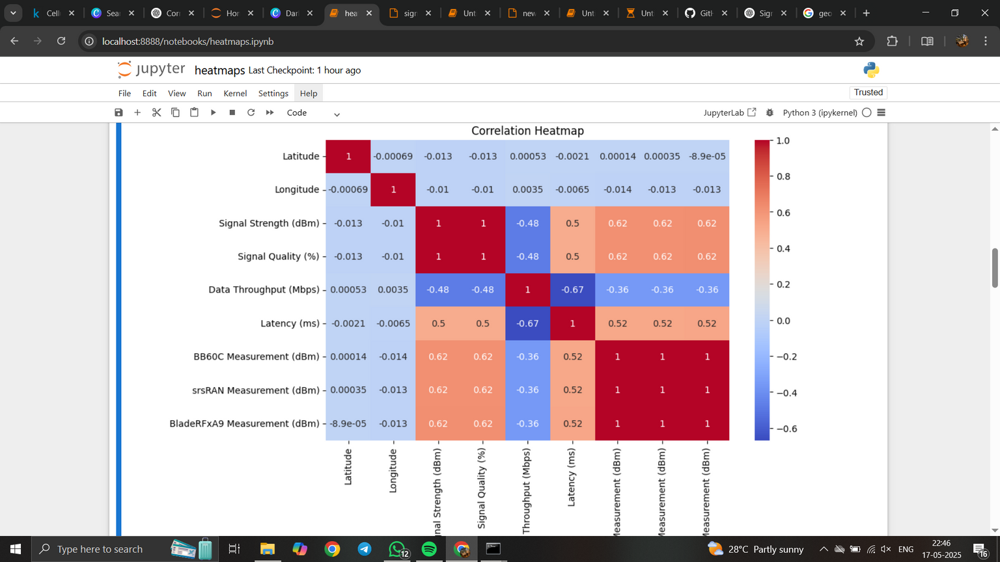 Cell
Sea
Con
Hor
Dar
hea
sign
Unt
new
Unt
Unt
Git
Sign
geo
localhost:8888/notebooks/heatmaps.ipynb
jupyter heatmaps Last Checkpoint: 1 hour ago
File Edit View Run Kernel Settings Help
Trusted
Code
JupyterLab
Python 3 (ipykernel)
Correlation Heatmap
Latitude 1 -0.00069 -0.013 -0.013 0.00053 -0.0021 0.00014 0.00035 -8.9e-05
Longitude -0.00069 1 -0.01 -0.01 0.0035 -0.0065 -0.014 -0.013 -0.013
Signal Strength (dBm) -0.013 -0.01 1 1 -0.48 0.5 0.62 0.62 0.62
Signal Quality (%) -0.013 -0.01 1 1 -0.48 0.5 0.62 0.62 0.62
Data Throughput (Mbps) 0.00053 0.0035 -0.48 -0.48 1 -0.67 -0.36 -0.36 -0.36
Latency (ms) -0.0021 -0.0065 0.5 0.5 -0.67 1 0.52 0.52 0.52
BB60C Measurement (dBm) 0.00014 -0.014 0.62 0.62 -0.36 0.52 1 1 1
srsRAN Measurement (dBm) 0.00035 -0.013 0.62 0.62 -0.36 0.52 1 1 1
BladeRFxA9 Measurement (dBm) -8.9e-05 -0.013 0.62 0.62 -0.36 0.52 1 1 1
1.0
0.8
0.6
0.4
0.2
0.0
−0.2
−0.4
−0.6
Latitude
Longitude
nal Strength (dBm)
Signal Quality (%)
Throughput (Mbps)
Latency (ms)
Measurement (dBm)
Measurement (dBm)
Measurement (dBm)
Type here to search
12
28°C Partly sunny
ENG
22:46
17-05-2025
16